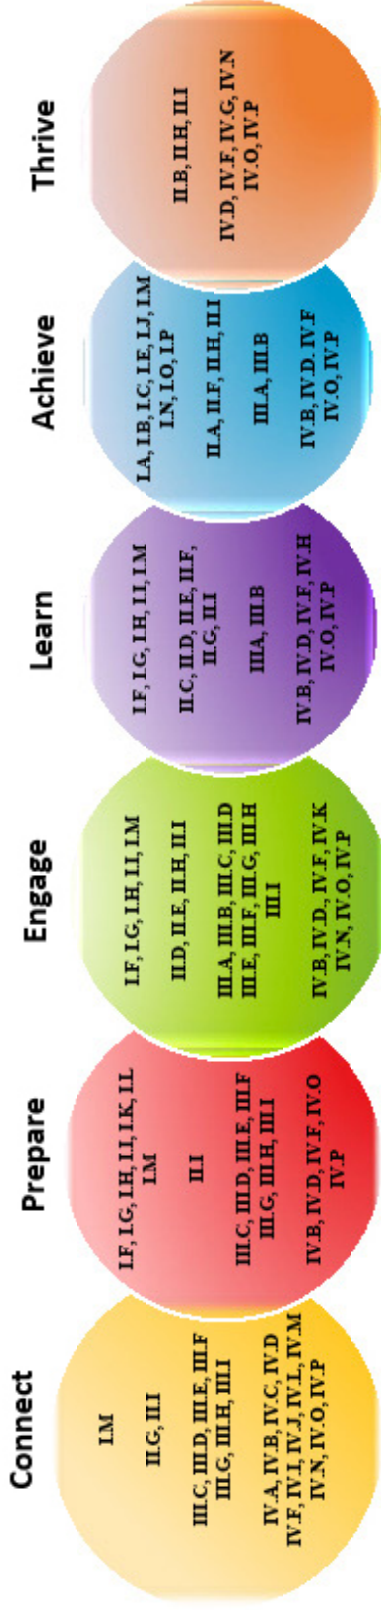 Connect
I.M
II.G, II.I
III.C, III.D, III.E, III.F
III.G, III.H, III.I
IV.A, IV.B, IV.C, IV.D
IV.F, IV.I, IV.J, IV.L, IV.M
IV.N, IV.O, IV.P
Prepare
I.F, I.G, I.H, I.I, I.K, I.L
I.M
II.I
III.C, III.D, III.E, III.F
III.G, III.H, III.I
IV.B, IV.D, IV.F, IV.O
IV.P
Engage
I.F, I.G, I.H, I.I, I.M
II.D, II.E, II.H, II.I
III.A, III.B, III.C, III.D
III.E, III.F, III.G, III.H
III.I
IV.B, IV.D., IV.F, IV.K
IV.N, IV.O, IV.P
Learn
I.F, I.G, I.H, I.I, I.M
II.C, II.D, II.E, II.F,
II.G, II.I
III.A, III.B
IV.B, IV.D, IV.F, IV.H
IV.O, IV.P
Achieve
I.A, I.B, I.C, I.E, I.J, I.M
I.N, I.O, I.P
II.A, II.F, II.H, II.I
III.A, III.B
IV.B, IV.D. IV.F
IV.O, IV.P
Thrive
II.B, II.H, II.I
IV.D, IV.F, IV.G, IV.N
IV.O, IV.P